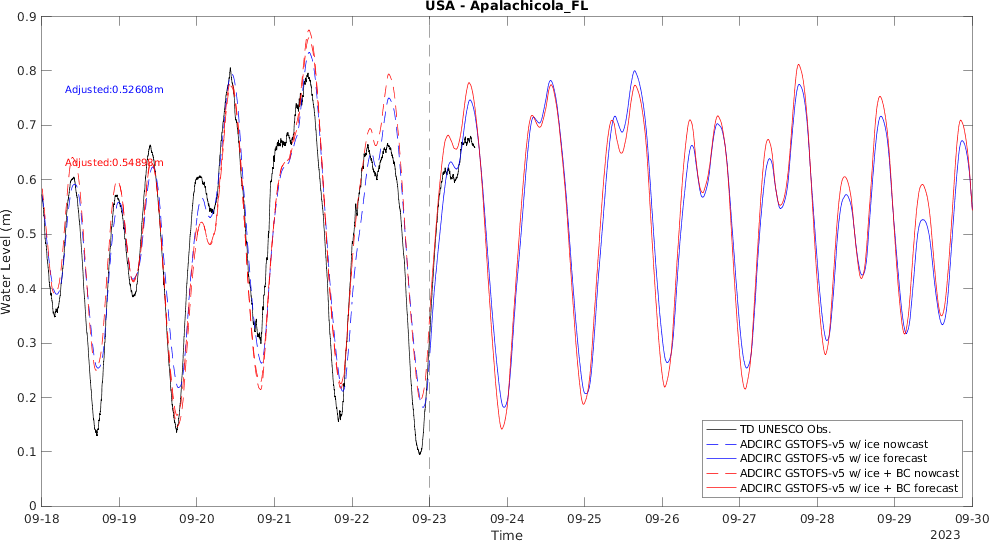 USA - Apalachicola_FL
0.9
0.8
0.7
0.6
0.5
0.4
0.3
0.2
0.1
0
Water Level (m)
Adjusted:0.52608m
Adjusted:0.54898m
TD UNESCO Obs.
ADCIRC GSTOFS-v5 w/ ice nowcast
ADCIRC GSTOFS-v5 w/ ice forecast
ADCIRC GSTOFS-v5 w/ ice + BC nowcast
ADCIRC GSTOFS-v5 w/ ice + BC forecast
09-18 09-19 09-20 09-21 09-22 09-23 09-24 09-25 09-26 09-27 09-28 09-29 09-30
Time
2023